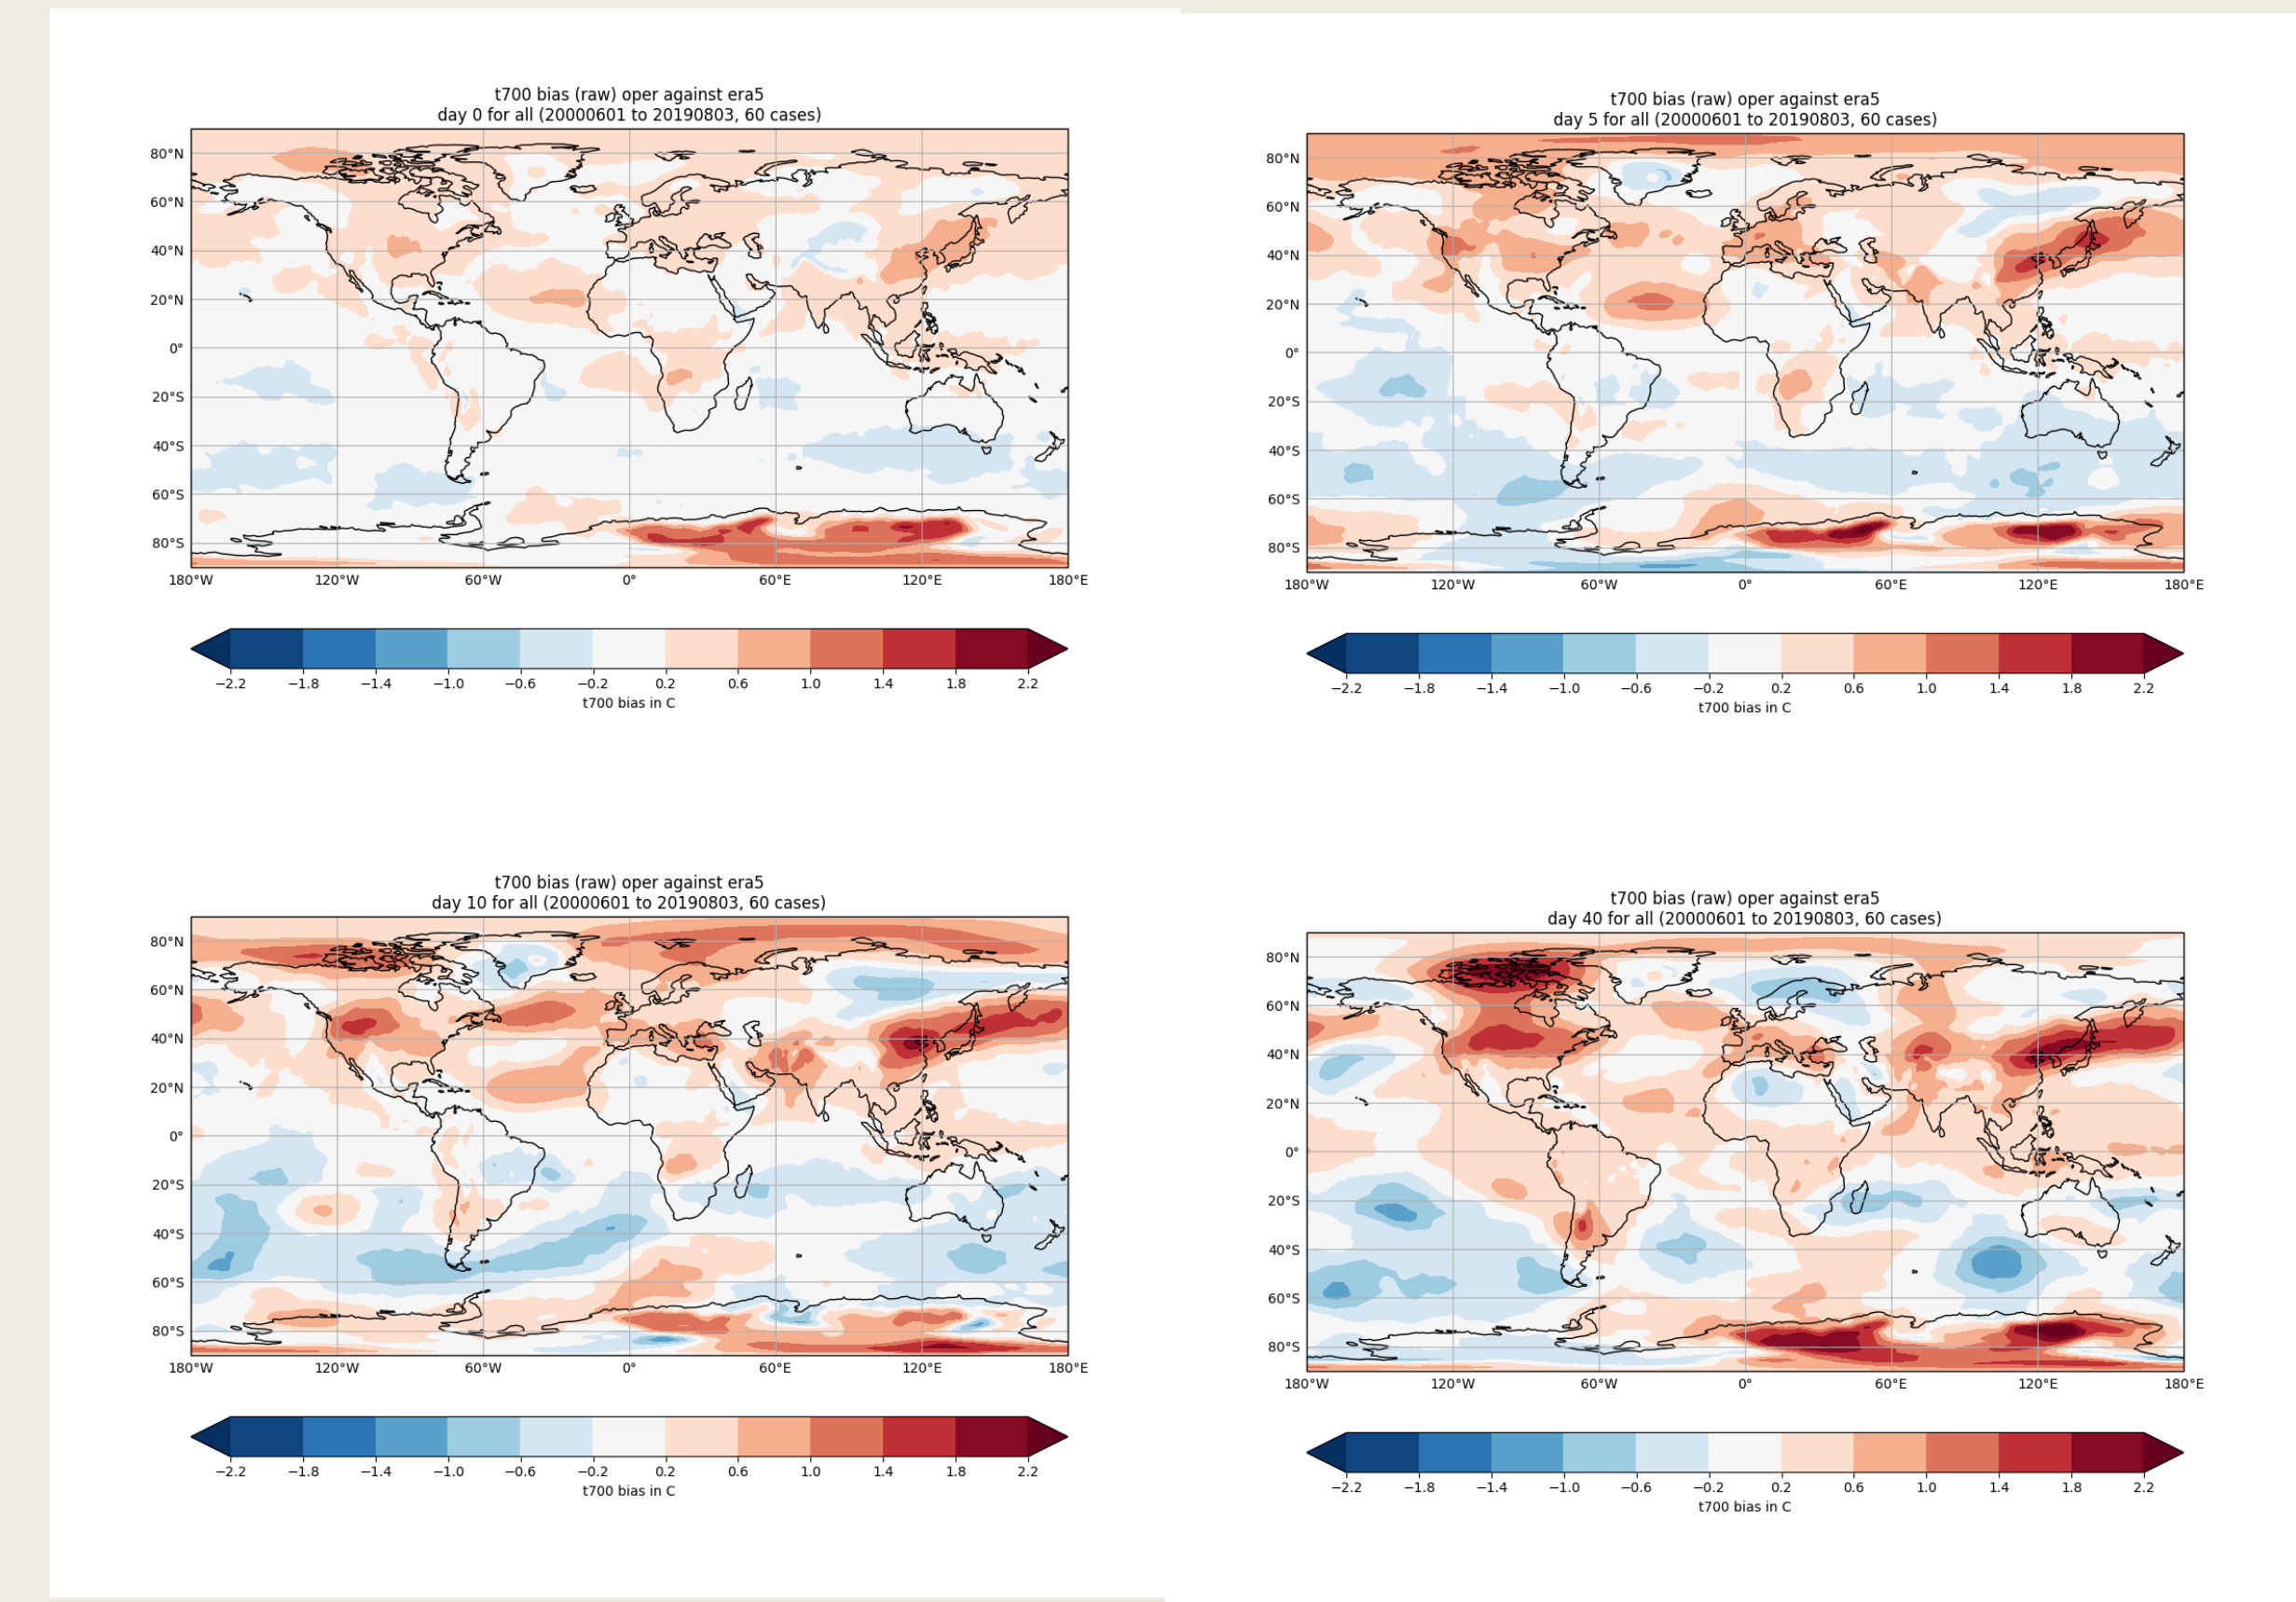 t700 bias (raw) oper against era5
day 0 for all (20000601 to 20190803, 60 cases)
80°N
60°N
40°N
20°N
0°
20°S
40°S
60°S
80°S
180°W 120°W 60°W 0° 60°E 120°E 180°E
−2.2 −1.8 −1.4 −1.0 −0.6 −0.2 0.2 0.6 1.0 1.4 1.8 2.2
t700 bias in C
t700 bias (raw) oper against era5
day 5 for all (20000601 to 20190803, 60 cases)
80°N
60°N
40°N
20°N
0°
20°S
40°S
60°S
80°S
180°W 120°W 60°W 0° 60°E 120°E 180°E
−2.2 −1.8 −1.4 −1.0 −0.6 −0.2 0.2 0.6 1.0 1.4 1.8 2.2
t700 bias in C
t700 bias (raw) oper against era5
day 10 for all (20000601 to 20190803, 60 cases)
80°N
60°N
40°N
20°N
0°
20°S
40°S
60°S
80°S
180°W 120°W 60°W 0° 60°E 120°E 180°E
−2.2 −1.8 −1.4 −1.0 −0.6 −0.2 0.2 0.6 1.0 1.4 1.8 2.2
t700 bias in C
t700 bias (raw) oper against era5
day 40 for all (20000601 to 20190803, 60 cases)
80°N
60°N
40°N
20°N
0°
20°S
40°S
60°S
80°S
180°W 120°W 60°W 0° 60°E 120°E 180°E
−2.2 −1.8 −1.4 −1.0 −0.6 −0.2 0.2 0.6 1.0 1.4 1.8 2.2
t700 bias in C